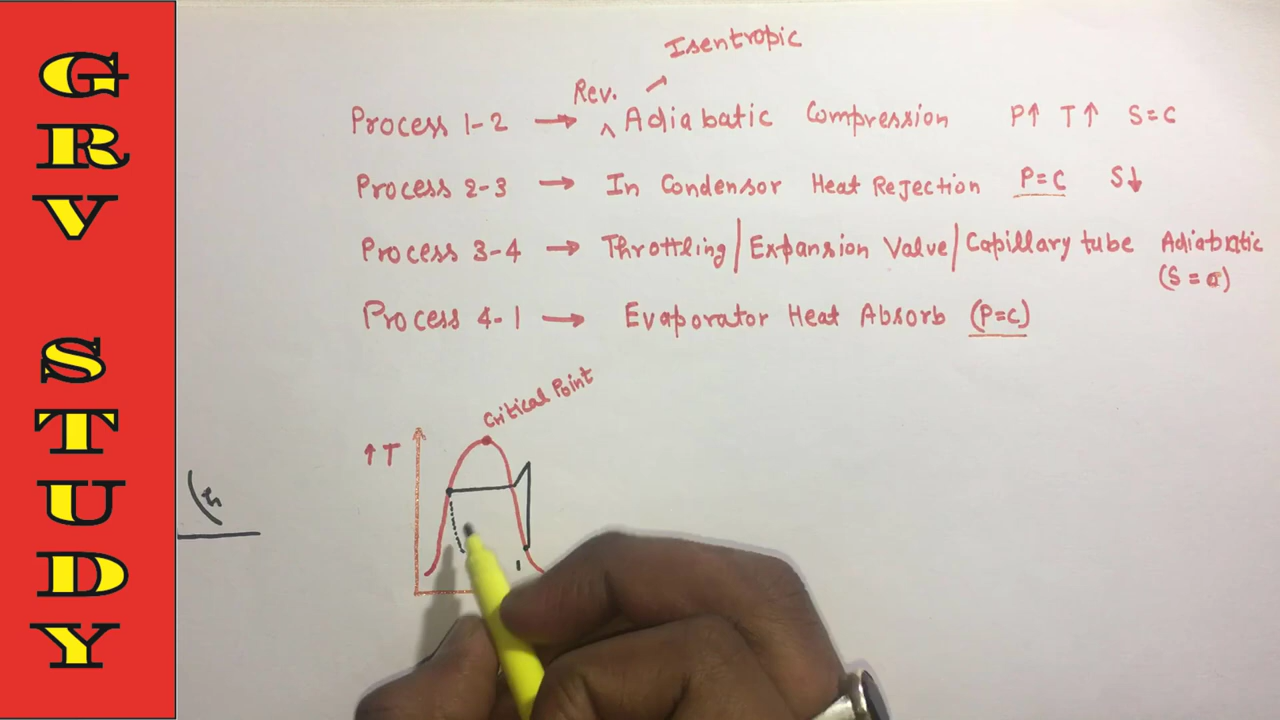 GRV STUDY
Isentropic
Rev.
Process 1-2 → ^ Adiabatic Compression P↑ T↑ S=C
Process 2-3 → In Condensor Heat Rejection P=C S↓
Process 3-4 → Throttling/Expansion Valve/Capillary tube Adiabatic
Process 4-1 → Evaporator Heat Absorb (P=C)
Critical Point
↑T
1